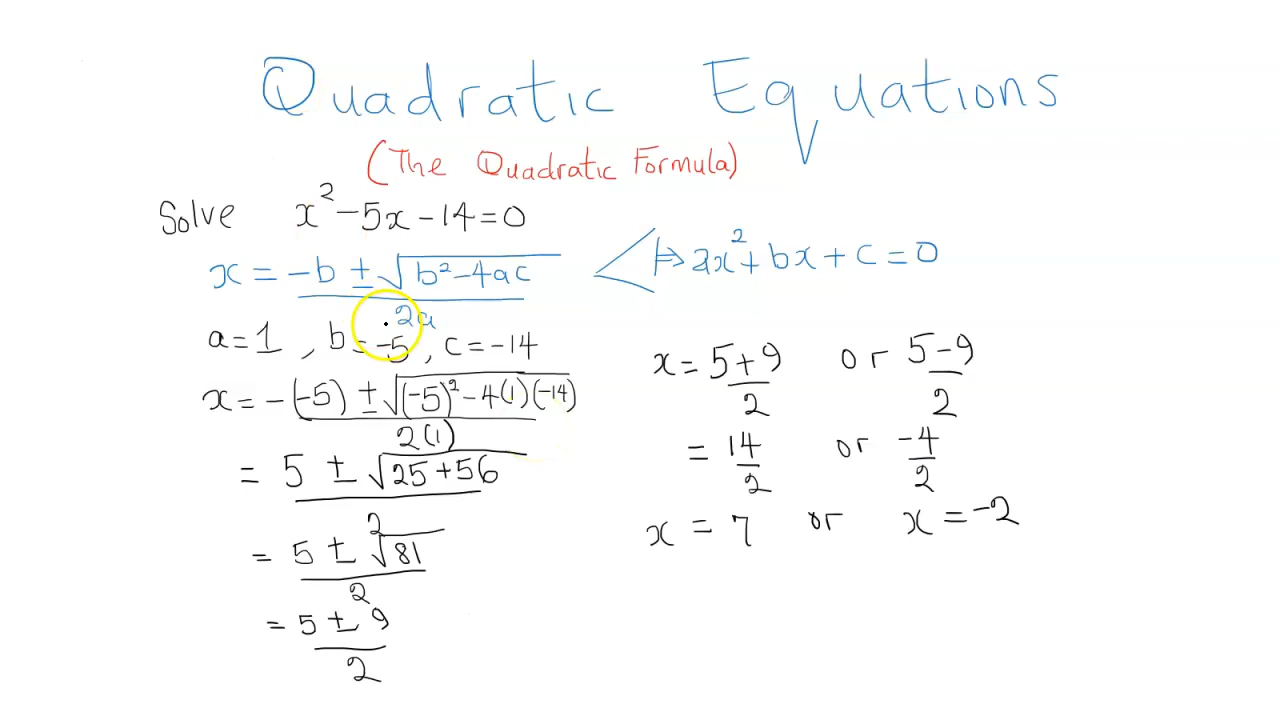 Quadratic Equations
(The Quadratic Formula)
Solve x² - 5x - 14 = 0
x = -b ± √b² - 4ac
2a
⇒ ax² + bx + c = 0
a = 1 , b = -5 , c = -14
x = -(-5) ± √(-5)² - 4(1)(-14)
2(1)
= 5 ± √25 + 56
2
= 5 ± √81
2
= 5 ± 9
2
x = 5 + 9 or 5 - 9
2 2
= 14 or -4
2 2
x = 7 or x = -2